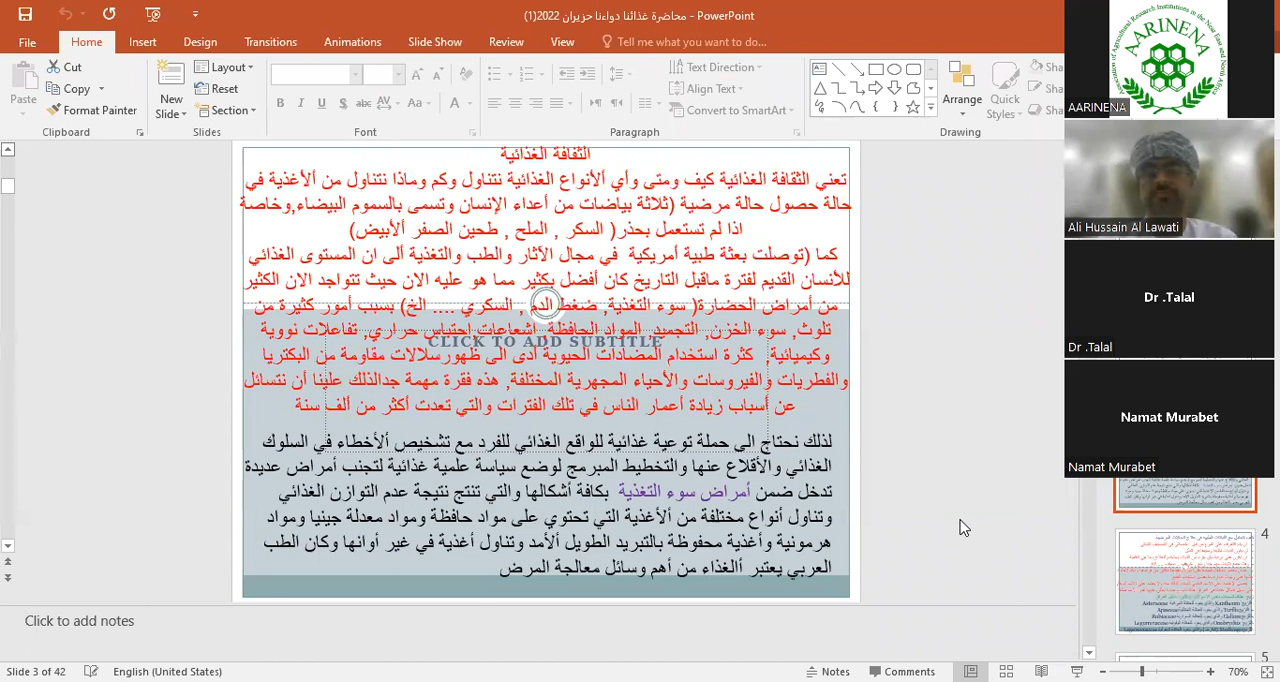 محاضرة غذائنا دواءنا حزيران 2022(1) - PowerPoint
File Home Insert Design Transitions Animations Slide Show Review View Tell me what you want to do...
Paste
Cut
Copy
Format Painter
Clipboard
New Slide
Layout
Reset
Section
Slides
B I U S abc AV Aa A
Font
Text Direction
Align Text
Convert to SmartArt
Paragraph
Arrange
Quick Styles
Drawing
الثقافة الغذائية
تعني الثقافة الغذائية كيف ومتى وأي ألأنواع الغذائية نتناول وكم وماذا نتناول من ألأغذية في
حالة حصول حالة مرضية (ثلاثة بياضات من أعداء الإنسان وتسمى بالسموم البيضاء,وخاصة
اذا لم تستعمل بحذر( السكر , الملح , طحين الصفر ألأبيض)
كما (توصلت بعثة طبية أمريكية في مجال الآثار والطب والتغذية ألى ان المستوى الغذائي
للأنسان القديم لفترة ماقبل التاريخ كان أفضل بكثير مما هو عليه الان حيث تتواجد الان الكثير
من أمراض الحضارة( سوء التغذية, ضغط الدم , السكري .... الخ) بسبب أمور كثيرة من
تلوث, سوء الخزن, التجميد, المواد الحافظة, اشعاعات احتباس حراري, تفاعلات نووية
CLICK TO ADD SUBTITLE
وكيميائية, كثرة استخدام المضادات الحيوية أدى الى ظهورسلالات مقاومة من البكتريا
والفطريات والفيروسات والأحياء المجهرية المختلفة, هذه فقرة مهمة جدالذلك علينا أن نتسائل
عن أسباب زيادة أعمار الناس في تلك الفترات والتي تعدت أكثر من ألف سنة
لذلك نحتاج الى حملة توعية غذائية للواقع الغذائي للفرد مع تشخيص ألأخطاء في السلوك
الغذائي والأقلاع عنها والتخطيط المبرمج لوضع سياسة علمية غذائية لتجنب أمراض عديدة
تدخل ضمن أمراض سوء التغذية بكافة أشكالها والتي تنتج نتيجة عدم التوازن الغذائي
وتناول أنواع مختلفة من ألأغذية التي تحتوي على مواد حافظة ومواد معدلة جينيا ومواد
هرمونية وأغذية محفوظة بالتبريد الطويل ألأمد وتناول أغذية في غير أوانها وكان الطب
العربي يعتبر ألغذاء من أهم وسائل معالجة المرض
Click to add notes
Slide 3 of 42
English (United States)
Notes
Comments
70%
AARINENA
AARINENA
Ali Hussain Al Lawati
Dr .Talal
Dr .Talal
Namat Murabet
Namat Murabet
4
5